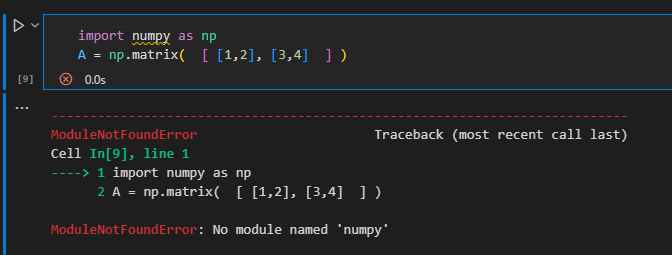 import numpy as np
A = np.matrix(  [ [1,2], [3,4]  ] )
[9]
0.0s
...
---------------------------------------------------------------------------
ModuleNotFoundError                       Traceback (most recent call last)
Cell In[9], line 1
----> 1 import numpy as np
      2 A = np.matrix(  [ [1,2], [3,4]  ] )
ModuleNotFoundError: No module named 'numpy'